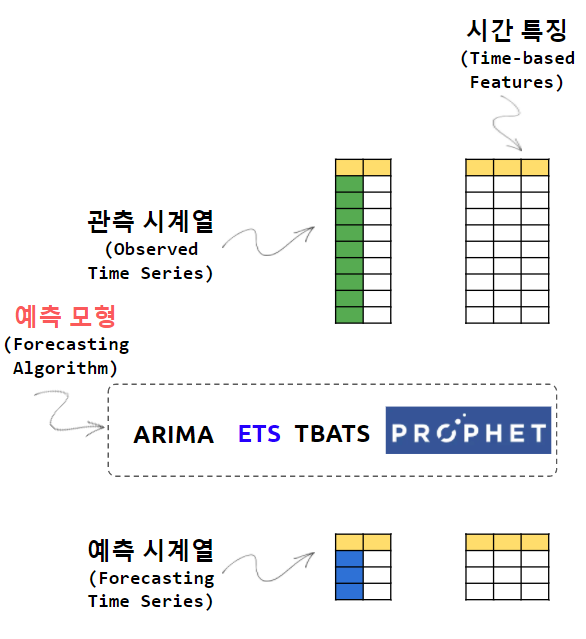 시간 특징
(Time-based
Features)
관측 시계열
(Observed
Time Series)
예측 모형
(Forecasting
Algorithm)
ARIMA ETS TBATS PROPHET
예측 시계열
(Forecasting
Time Series)